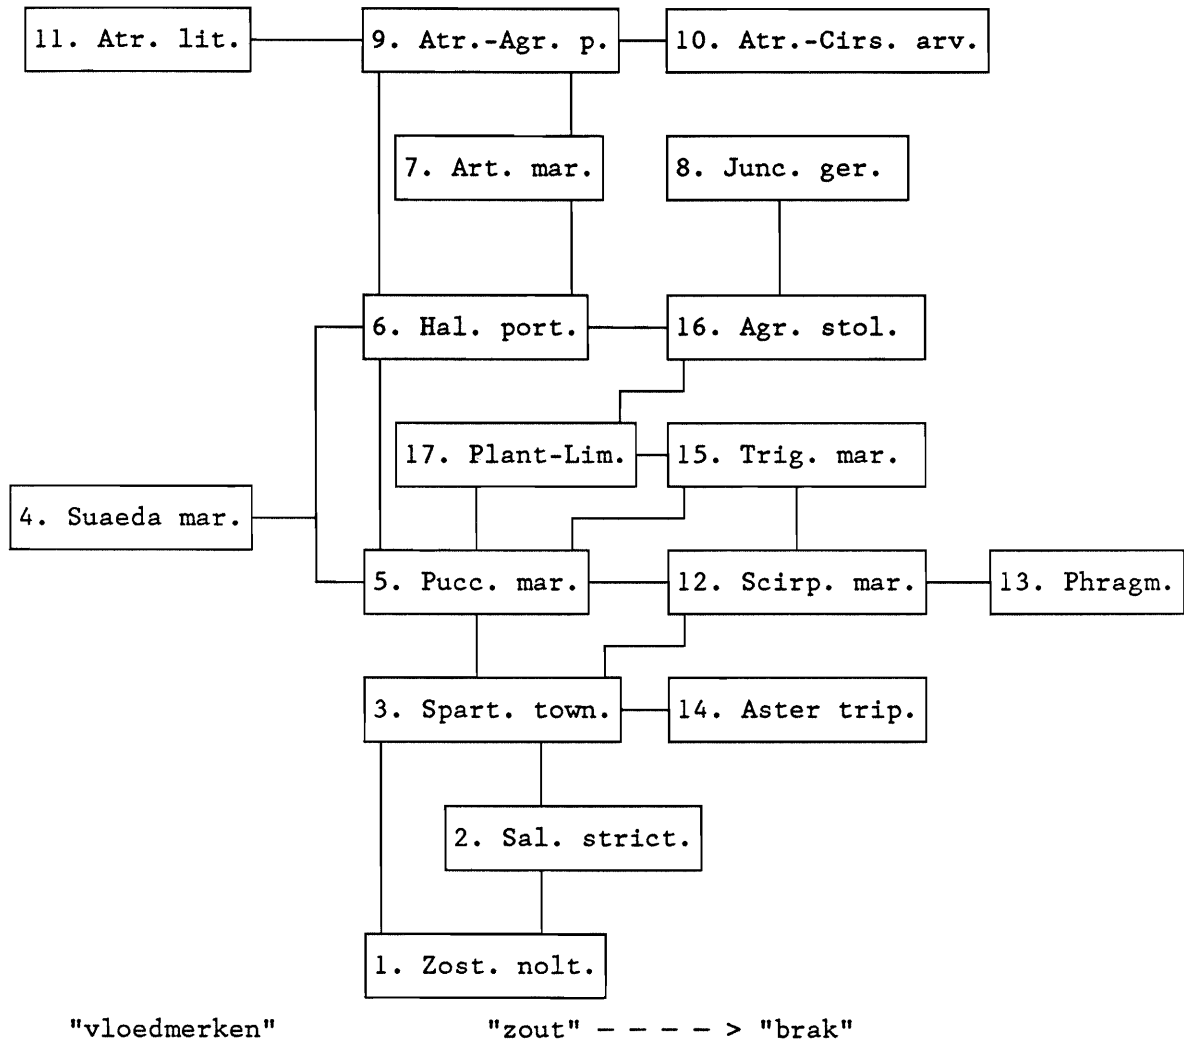 11. Atr. lit.
9. Atr.-Agr. p.
10. Atr.-Cirs. arv.
7. Art. mar.
8. Junc. ger.
6. Hal. port.
16. Agr. stol.
17. Plant-Lim.
15. Trig. mar.
4. Suaeda mar.
5. Pucc. mar.
12. Scirp. mar.
13. Phragm.
3. Spart. town.
14. Aster trip.
2. Sal. strict.
1. Zost. nolt.
"vloedmerken"
"zout" – – – – > "brak"